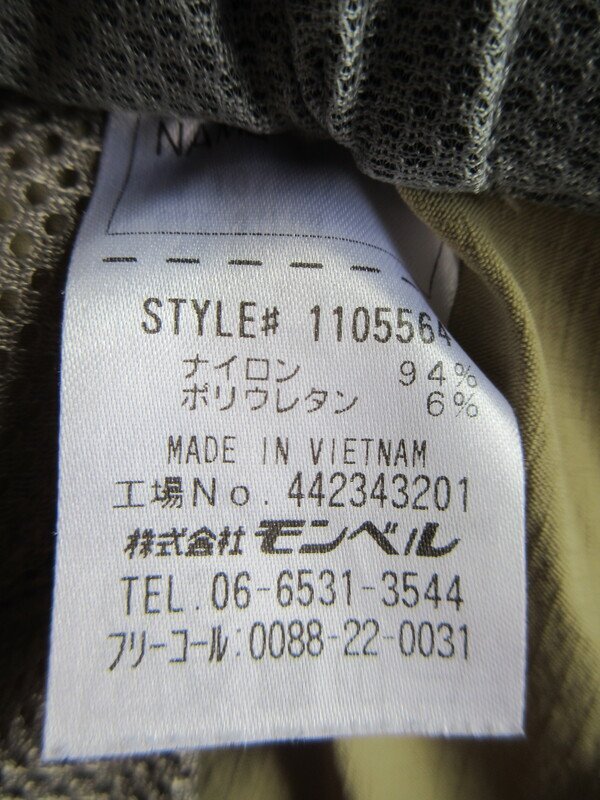 NAME
STYLE# 1105564
ナイロン 94%
ポリウレタン 6%
MADE IN VIETNAM
工場No. 442343201
株式会社 モンベル
TEL. 06-6531-3544
フリーコール:0088-22-0031